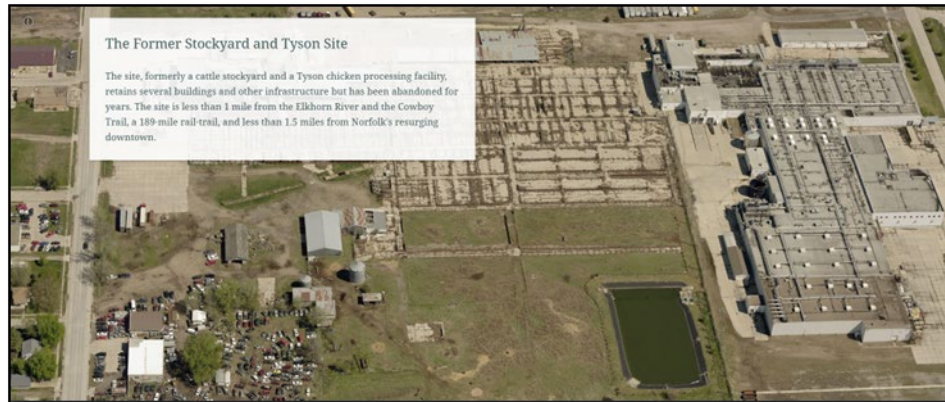 The Former Stockyard and Tyson Site
The site, formerly a cattle stockyard and a Tyson chicken processing facility,
retains several buildings and other infrastructure but has been abandoned for
years. The site is less than 1 mile from the Elkhorn River and the Cowboy
Trail, a 189-mile rail-trail, and less than 1.5 miles from Norfolk's resurging
downtown.